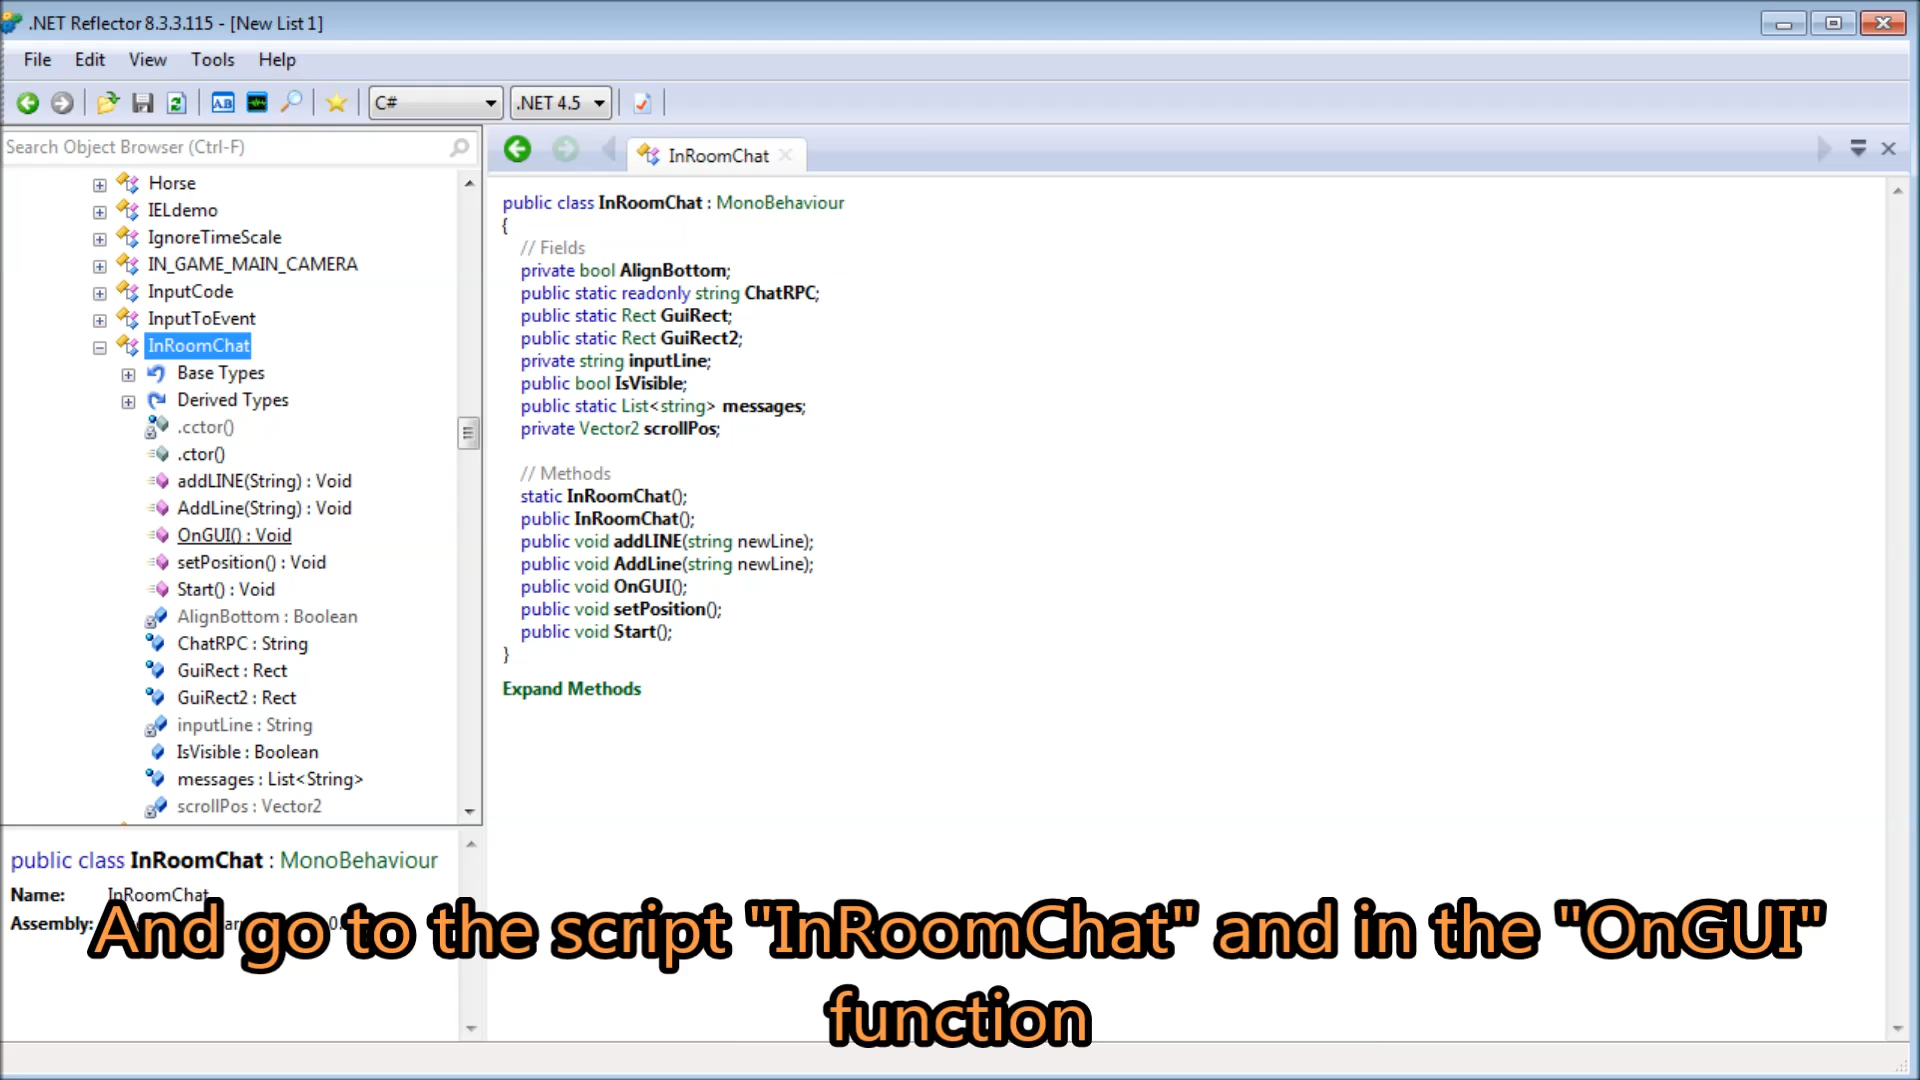 .NET Reflector 8.3.3.115 - [New List 1]
File Edit View Tools Help
C# .NET 4.5
Search Object Browser (Ctrl-F)
Horse
IELdemo
IgnoreTimeScale
IN_GAME_MAIN_CAMERA
InputCode
InputToEvent
InRoomChat
Base Types
Derived Types
.cctor()
.ctor()
addLINE(String) : Void
AddLine(String) : Void
OnGUI() : Void
setPosition() : Void
Start() : Void
AlignBottom : Boolean
ChatRPC : String
GuiRect : Rect
GuiRect2 : Rect
inputLine : String
IsVisible : Boolean
messages : List<String>
scrollPos : Vector2
public class InRoomChat : MonoBehaviour
Name: InRoomChat
Assembly:
InRoomChat
public class InRoomChat : MonoBehaviour
{
// Fields
private bool AlignBottom;
public static readonly string ChatRPC;
public static Rect GuiRect;
public static Rect GuiRect2;
private string inputLine;
public bool IsVisible;
public static List<string> messages;
private Vector2 scrollPos;
// Methods
static InRoomChat();
public InRoomChat();
public void addLINE(string newLine);
public void AddLine(string newLine);
public void OnGUI();
public void setPosition();
public void Start();
}
Expand Methods
And go to the script "InRoomChat" and in the "OnGUI"
function